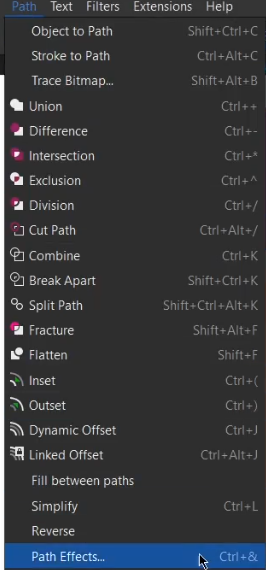 Path Text Filters Extensions Help
Object to Path Shift+Ctrl+C
Stroke to Path Ctrl+Alt+C
Trace Bitmap... Shift+Alt+B
Union Ctrl++
Difference Ctrl+-
Intersection Ctrl+*
Exclusion Ctrl+^
Division Ctrl+/
Cut Path Ctrl+Alt+/
Combine Ctrl+K
Break Apart Shift+Ctrl+K
Split Path Shift+Ctrl+Alt+K
Fracture Shift+Alt+F
Flatten Shift+F
Inset Ctrl+(
Outset Ctrl+)
Dynamic Offset Ctrl+J
Linked Offset Ctrl+Alt+J
Fill between paths
Simplify Ctrl+L
Reverse
Path Effects... Ctrl+&